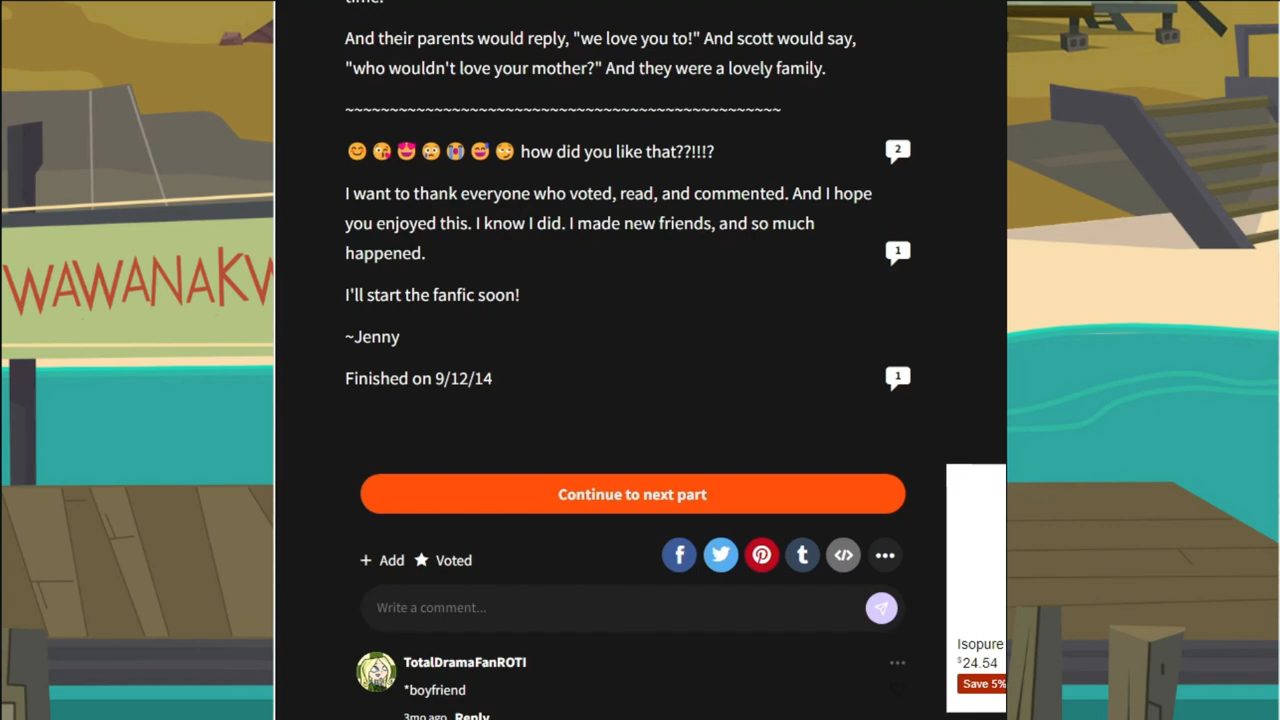 time!
And their parents would reply, "we love you to!" And scott would say,
"who wouldn't love your mother?" And they were a lovely family.
~~~~~~~~~~~~~~~~~~~~~~~~~~~~~~~~~~~~~~~~~~~~~~~~
😊 😘 😍 😨 😭 😅 😏 how did you like that??!!!?
2
I want to thank everyone who voted, read, and commented. And I hope
you enjoyed this. I know I did. I made new friends, and so much
happened.
1
I'll start the fanfic soon!
~Jenny
Finished on 9/12/14
1
WAWANAKW
Continue to next part
+ Add ★ Voted
Write a comment...
TotalDramaFanROTI
*boyfriend
3mo ago Reply
Isopure
$24.54
Save 5%